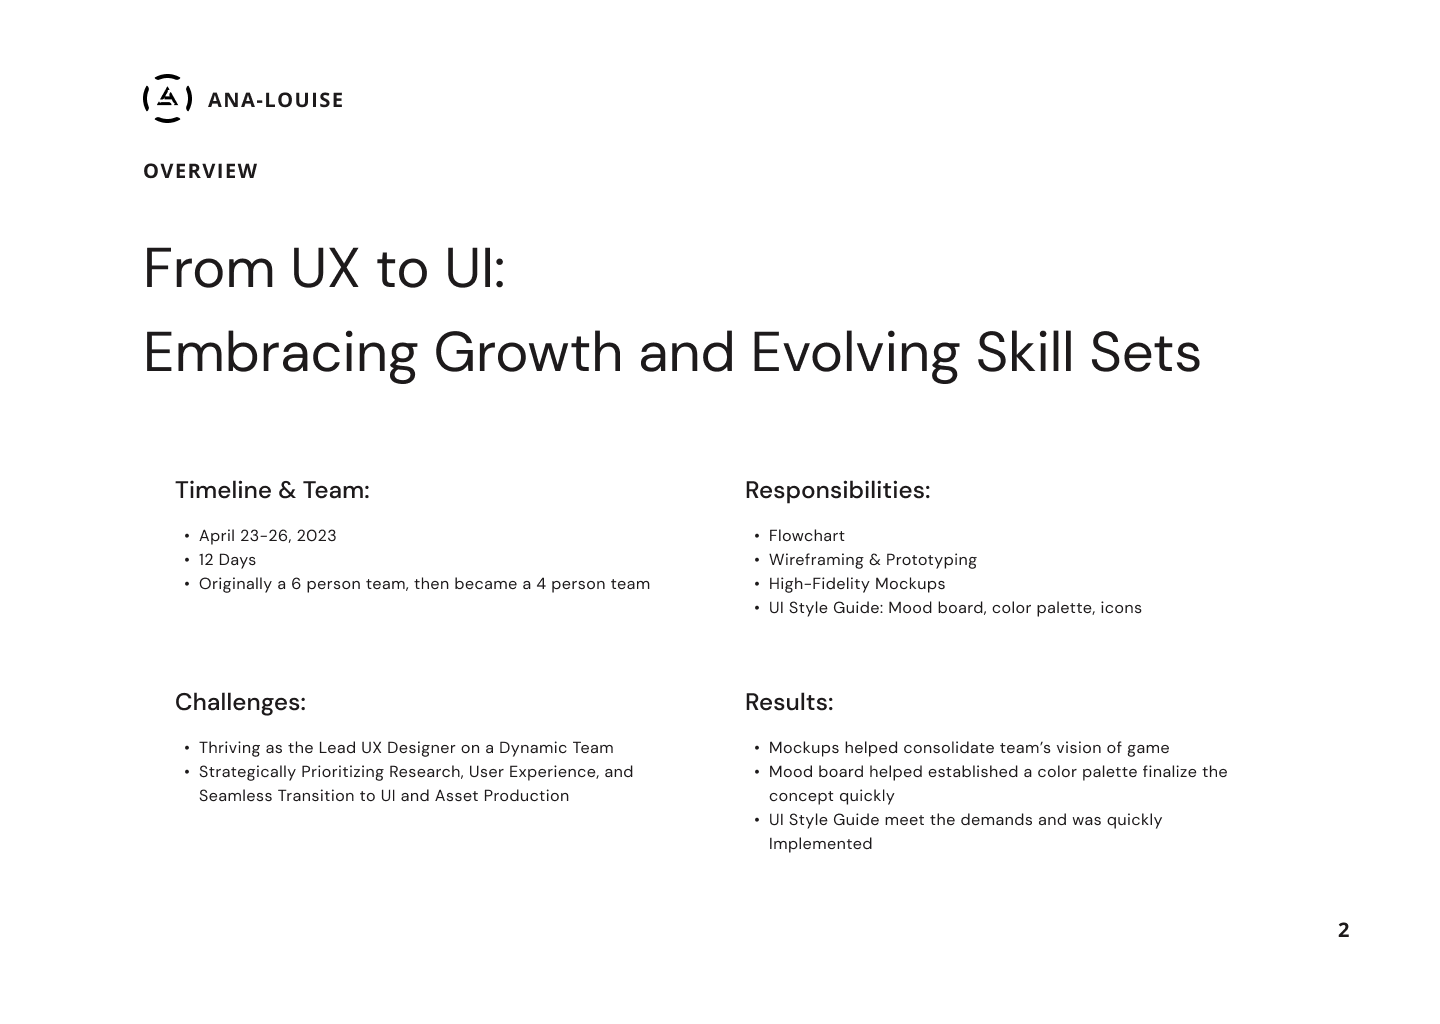 ANA-LOUISE
OVERVIEW
From UX to UI:
Embracing Growth and Evolving Skill Sets
Timeline & Team:
• April 23-26, 2023
• 12 Days
• Originally a 6 person team, then became a 4 person team
Responsibilities:
• Flowchart
• Wireframing & Prototyping
• High-Fidelity Mockups
• UI Style Guide: Mood board, color palette, icons
Challenges:
• Thriving as the Lead UX Designer on a Dynamic Team
• Strategically Prioritizing Research, User Experience, and
Seamless Transition to UI and Asset Production
Results:
• Mockups helped consolidate team’s vision of game
• Mood board helped established a color palette finalize the
concept quickly
• UI Style Guide meet the demands and was quickly
Implemented
2